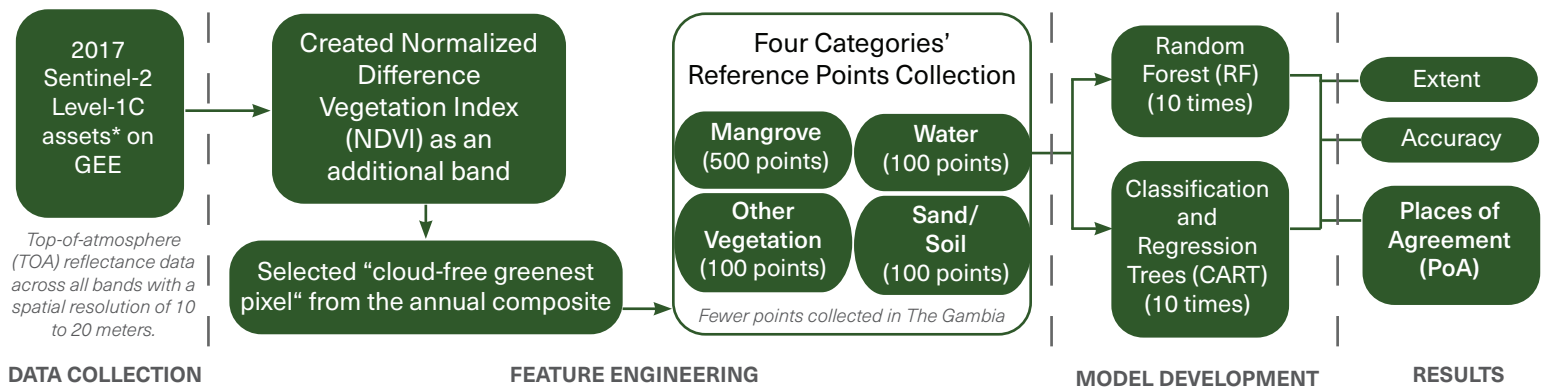 2017
Sentinel-2
Level-1C
assets* on
GEE
Top-of-atmosphere
(TOA) reflectance data
across all bands with a
spatial resolution of 10
to 20 meters.
DATA COLLECTION
Created Normalized
Difference
Vegetation Index
(NDVI) as an
additional band
Selected “cloud-free greenest
pixel“ from the annual composite
Four Categories’
Reference Points Collection
Mangrove
(500 points)
Water
(100 points)
Other
Vegetation
(100 points)
Sand/
Soil
(100 points)
Fewer points collected in The Gambia
FEATURE ENGINEERING
Random
Forest (RF)
(10 times)
Classification
and
Regression
Trees (CART)
(10 times)
MODEL DEVELOPMENT
Extent
Accuracy
Places of
Agreement
(PoA)
RESULTS